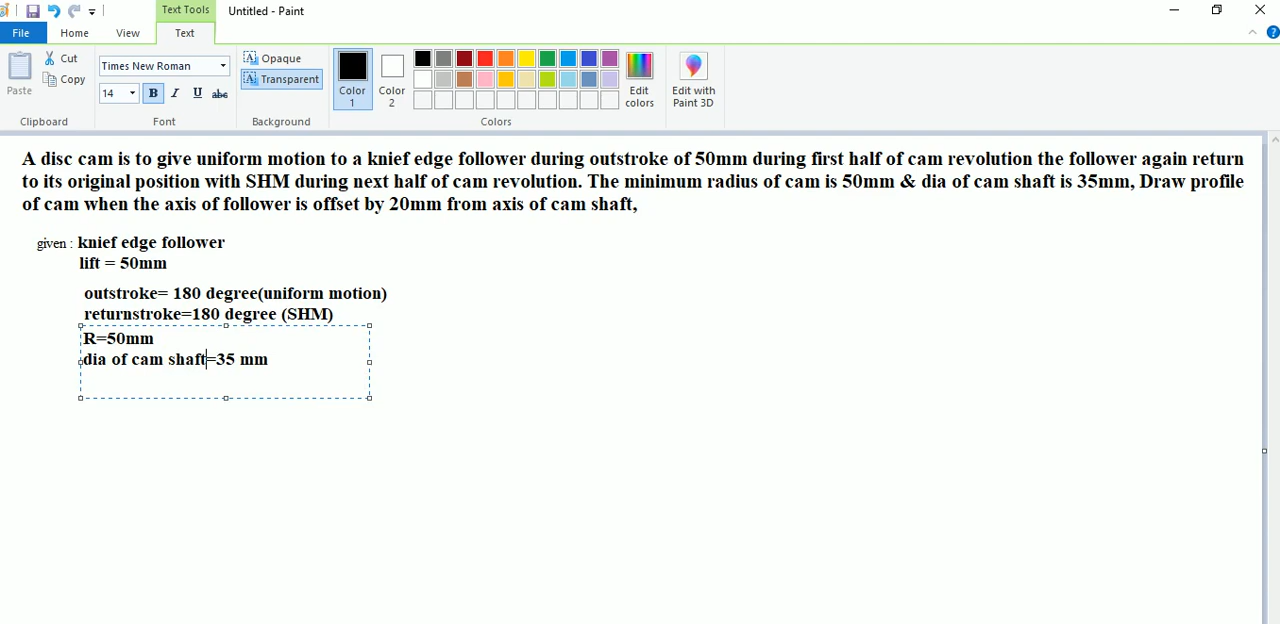 Text Tools
Untitled - Paint
File
Home
View
Text
Paste
Cut
Copy
Clipboard
Times New Roman
14
B I U abc
Font
Opaque
Transparent
Background
Color 1
Color 2
Edit colors
Colors
Edit with Paint 3D
A disc cam is to give uniform motion to a knief edge follower during outstroke of 50mm during first half of cam revolution the follower again return
to its original position with SHM during next half of cam revolution. The minimum radius of cam is 50mm & dia of cam shaft is 35mm, Draw profile
of cam when the axis of follower is offset by 20mm from axis of cam shaft,
given : knief edge follower
lift = 50mm
outstroke= 180 degree(uniform motion)
returnstroke=180 degree (SHM)
R=50mm
dia of cam shaft=35 mm